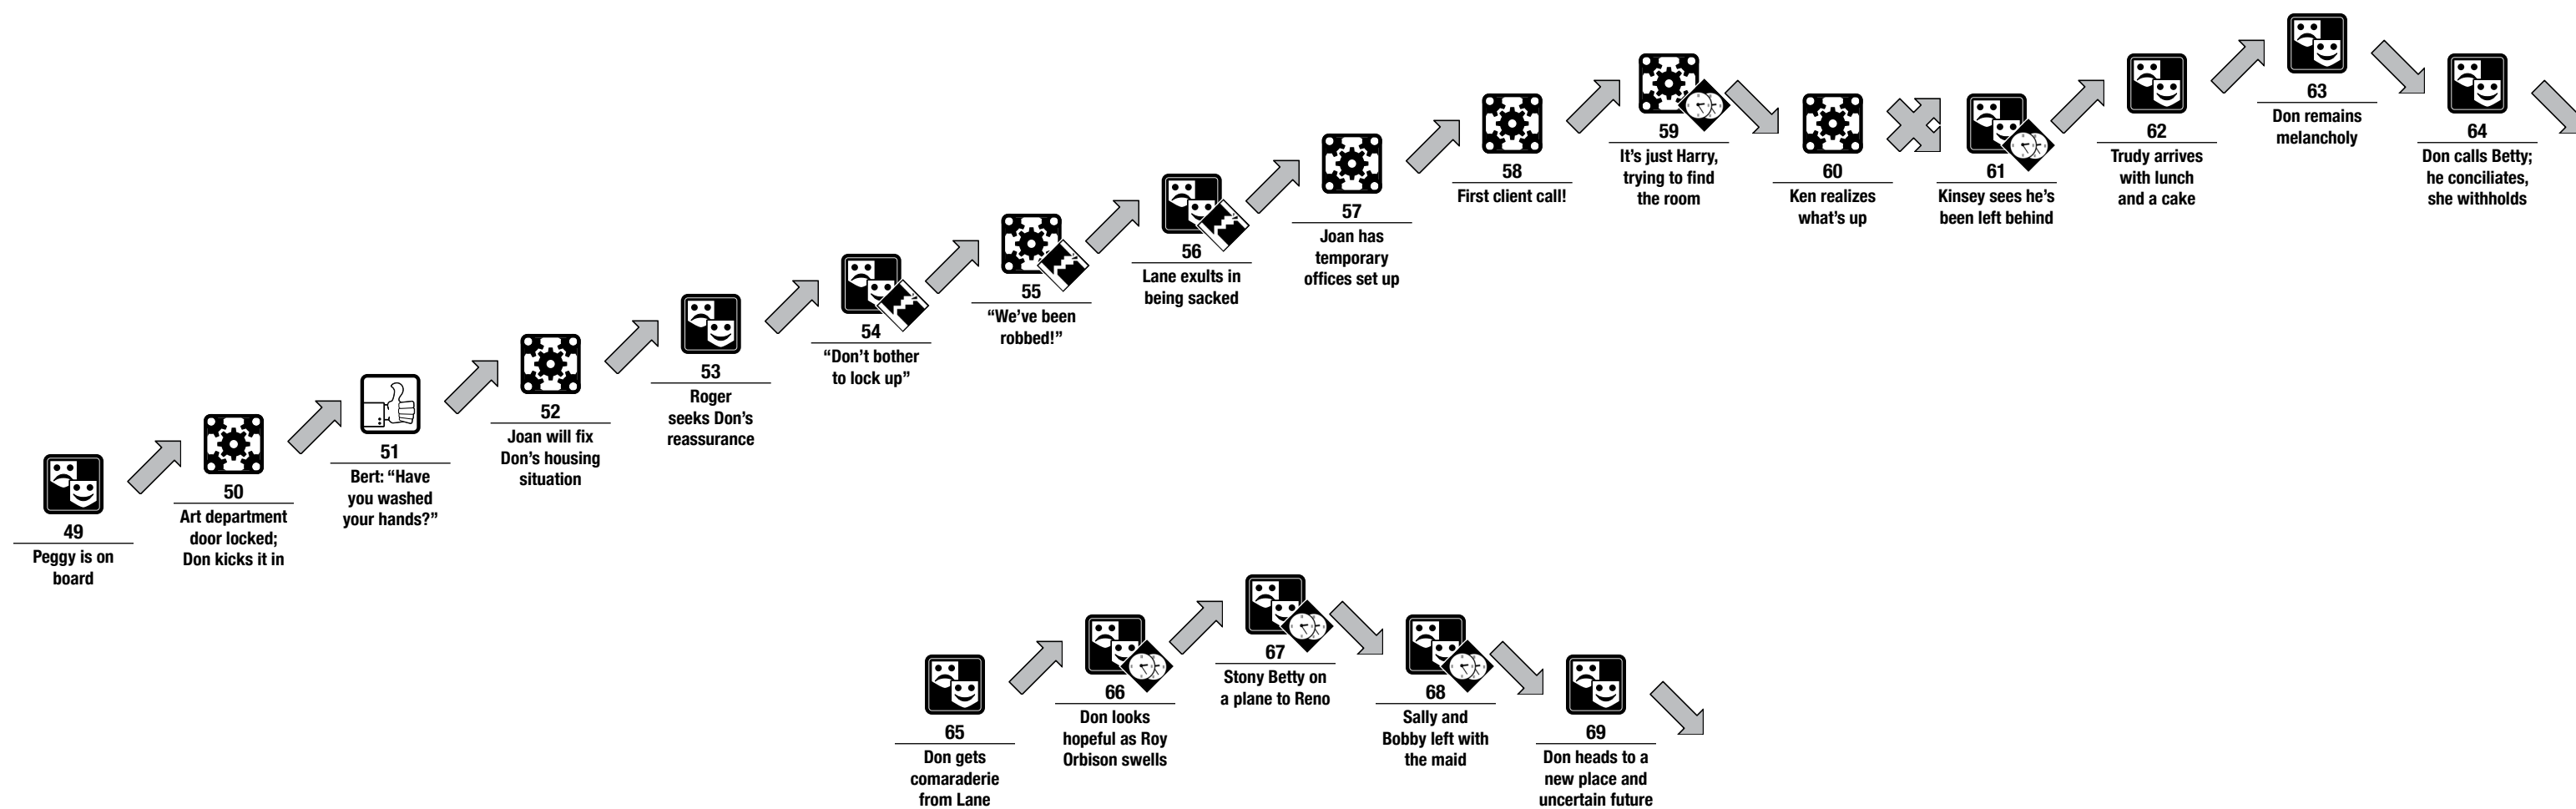 49
Peggy is on
board
50
Art department
door locked;
Don kicks it in
51
Bert: “Have
you washed
your hands?”
52
Joan will fix
Don’s housing
situation
53
Roger
seeks Don’s
reassurance
54
“Don’t bother
to lock up”
55
“We’ve been
robbed!”
56
Lane exults in
being sacked
57
Joan has
temporary
offices set up
58
First client call!
59
It’s just Harry,
trying to find
the room
60
Ken realizes
what’s up
61
Kinsey sees he’s
been left behind
62
Trudy arrives
with lunch
and a cake
63
Don remains
melancholy
64
Don calls Betty;
he conciliates,
she withholds
65
Don gets
comaraderie
from Lane
66
Don looks
hopeful as Roy
Orbison swells
67
Stony Betty on
a plane to Reno
68
Sally and
Bobby left with
the maid
69
Don heads to a
new place and
uncertain future